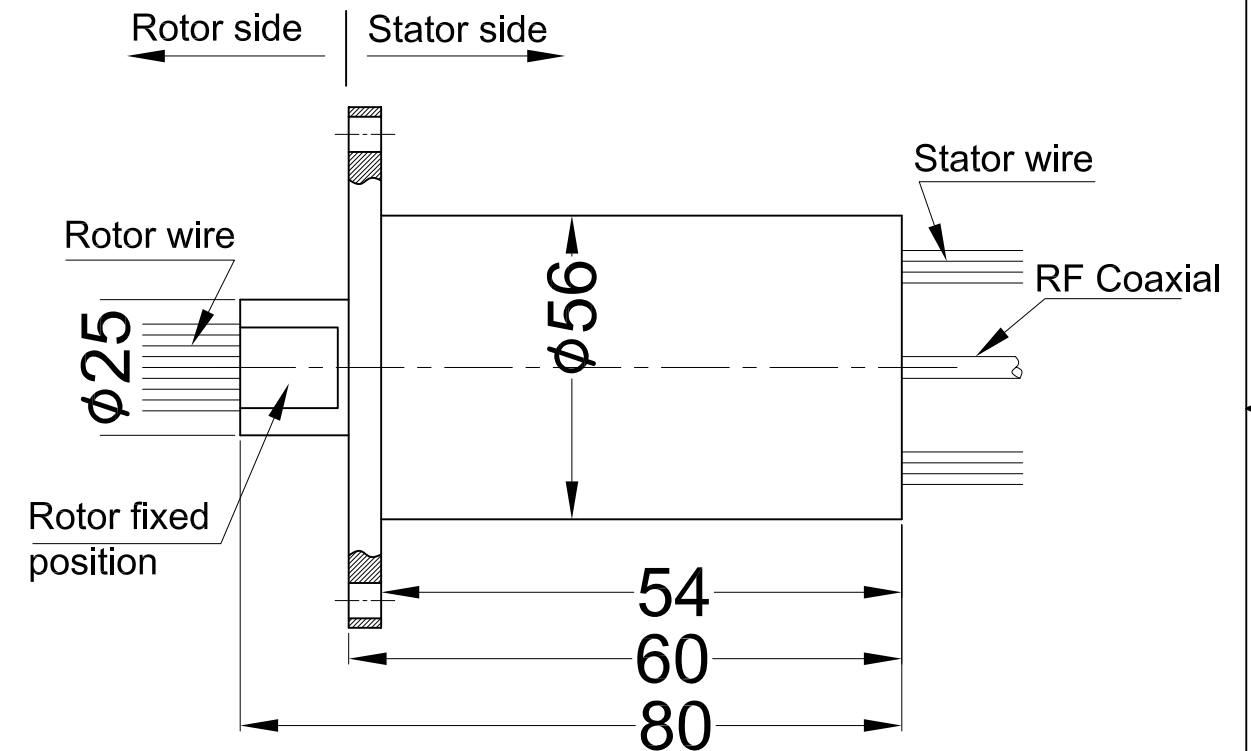 Rotor side
Stator side
Stator wire
Rotor wire
RF Coaxial
ϕ56
ϕ25
Rotor fixed
position
54
60
80